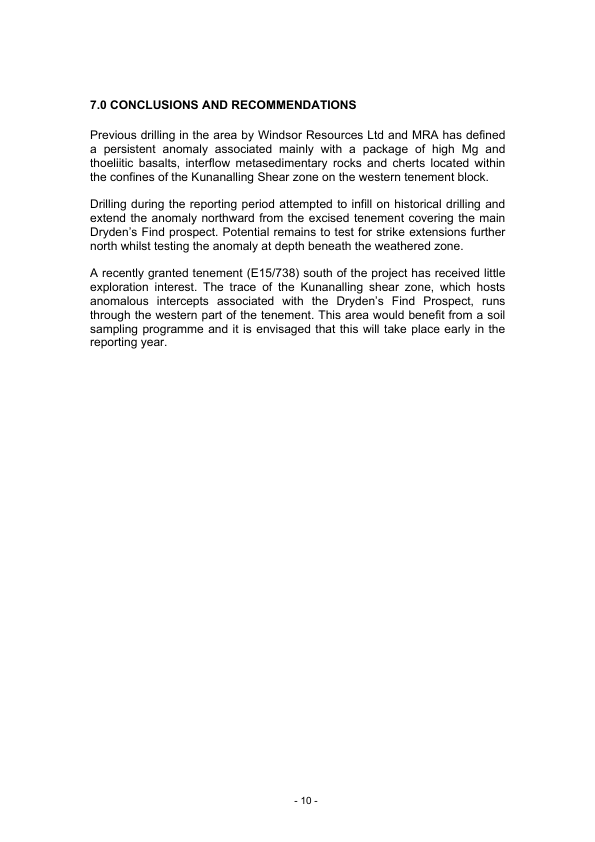 7.0 CONCLUSIONS AND RECOMMENDATIONS
Previous drilling in the area by Windsor Resources Ltd and MRA has defined
a persistent anomaly associated mainly with a package of high Mg and
thoeliitic basalts, interflow metasedimentary rocks and cherts located within
the confines of the Kunanalling Shear zone on the western tenement block.
Drilling during the reporting period attempted to infill on historical drilling and
extend the anomaly northward from the excised tenement covering the main
Dryden's Find prospect. Potential remains to test for strike extensions further
north whilst testing the anomaly at depth beneath the weathered zone.
A recently granted tenement (E15/738) south of the project has received little
exploration interest. The trace of the Kunanalling shear zone, which hosts
anomalous intercepts associated with the Dryden's Find Prospect, runs
through the western part of the tenement. This area would benefit from a soil
sampling programme and it is envisaged that this will take place early in the
reporting year.
- 10 -